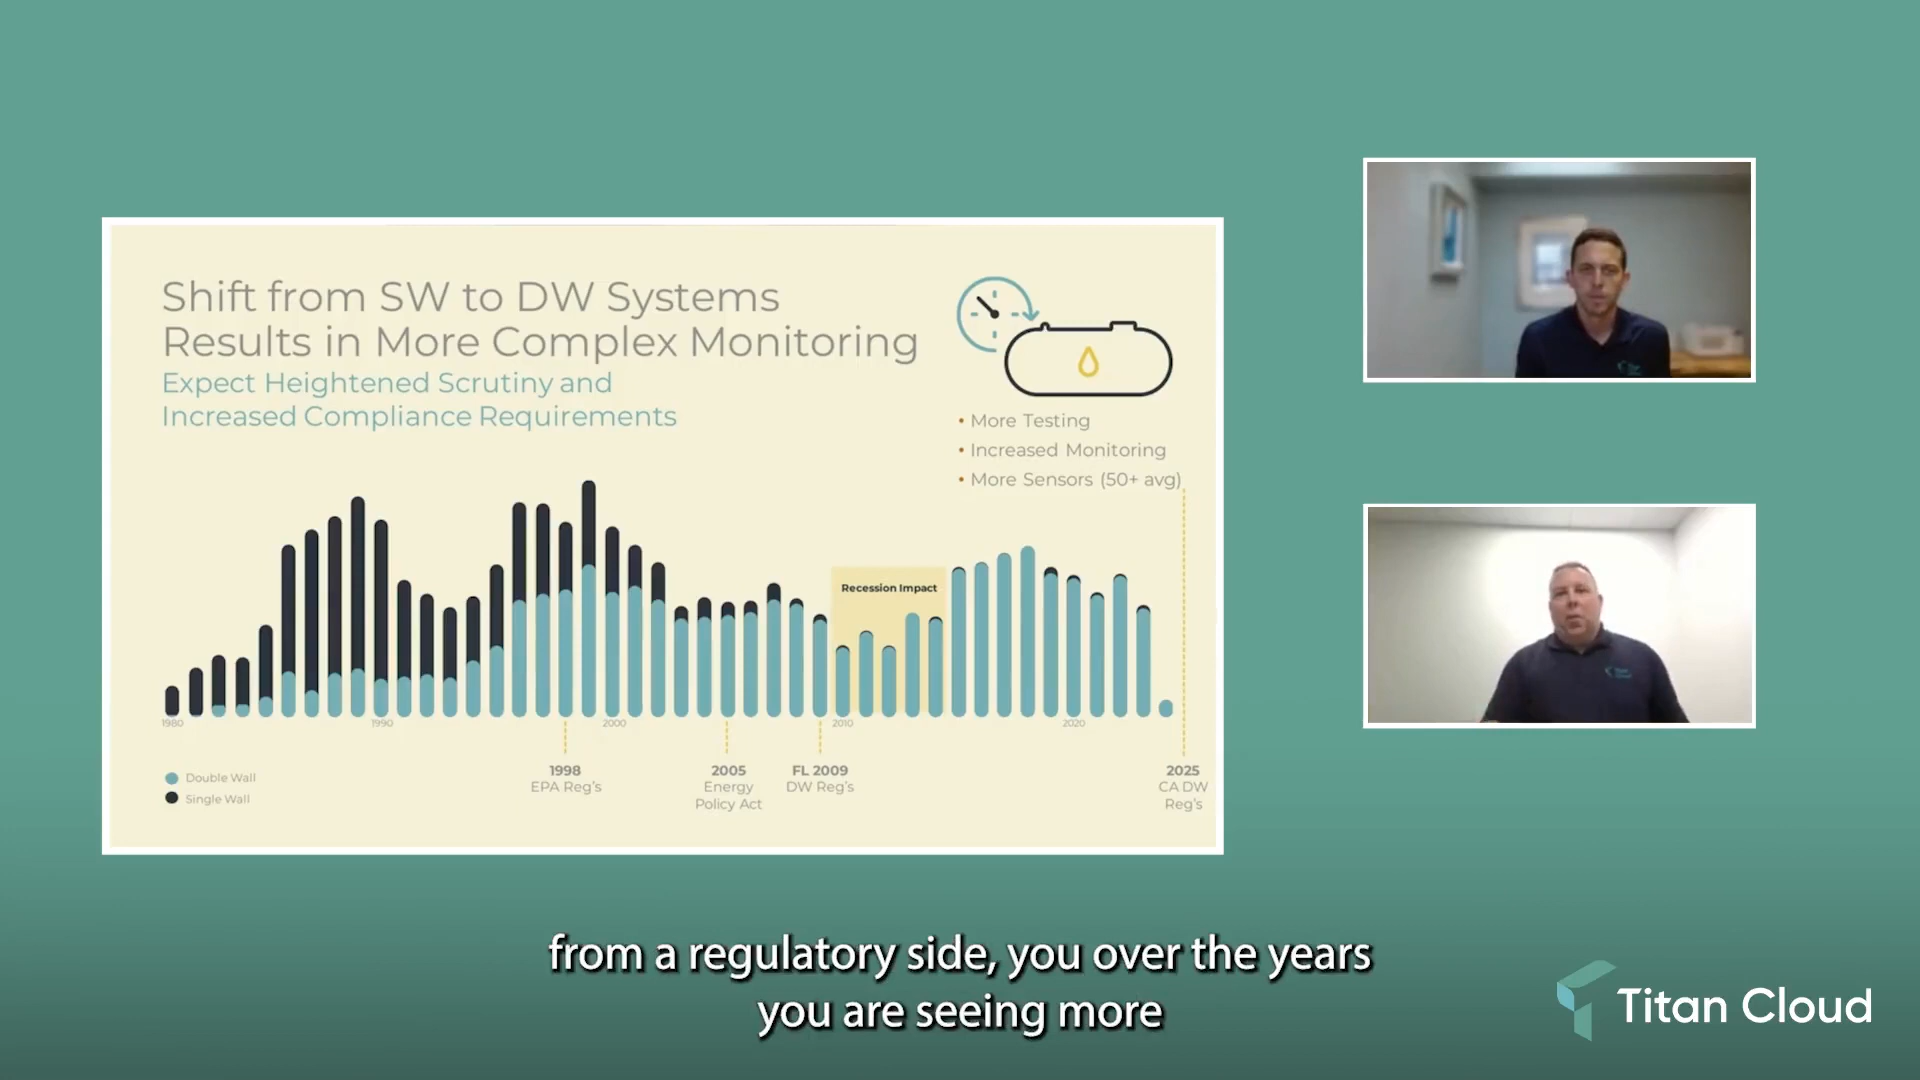 Shift from SW to DW Systems
Results in More Complex Monitoring
Expect Heightened Scrutiny and
Increased Compliance Requirements
• More Testing
• Increased Monitoring
• More Sensors (50+ avg)
Recession Impact
1980
1990
2000
2010
2020
1998
EPA Reg's
2005
Energy
Policy Act
FL 2009
DW Reg's
2025
CA DW
Reg's
Double Wall
Single Wall
from a regulatory side, you over the years
you are seeing more
Titan Cloud